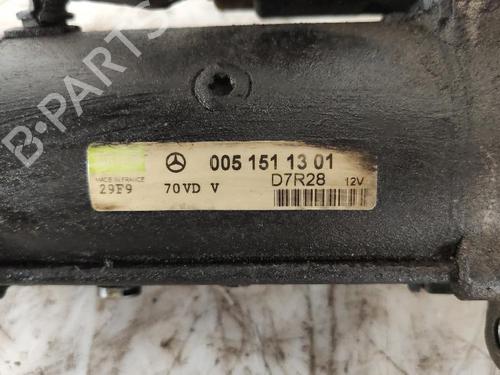 B-PARTS
005 151 13 01
MADE IN FRANCE
29F9 70VD V D7R28 12V